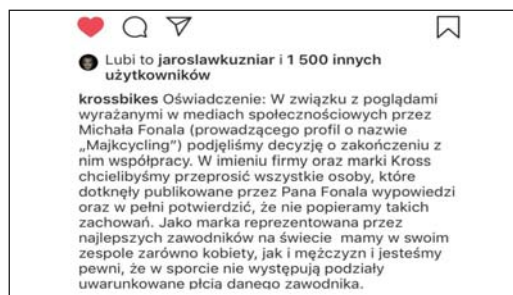 Lubi to jaroslawkuzniar i 1 500 innych
użytkowników
krossbikes Oświadczenie: W związku z poglądami
wyrażanymi w mediach społecznościowych przez
Michała Fonala (prowadzącego profil o nazwie
„Majkcycling") podjęliśmy decyzję o zakończeniu z
nim współpracy. W imieniu firmy oraz marki Kross
chcielibyśmy przeprosić wszystkie osoby, które
dotknęły publikowane przez Pana Fonala wypowiedzi
oraz w pełni potwierdzić, że nie popieramy takich
zachowań. Jako marka reprezentowana przez
najlepszych zawodników na świecie mamy w swoim
zespole zarówno kobiety, jak i mężczyzn i jesteśmy
pewni, że w sporcie nie występują podziały
uwarunkowane płcią danego zawodnika.